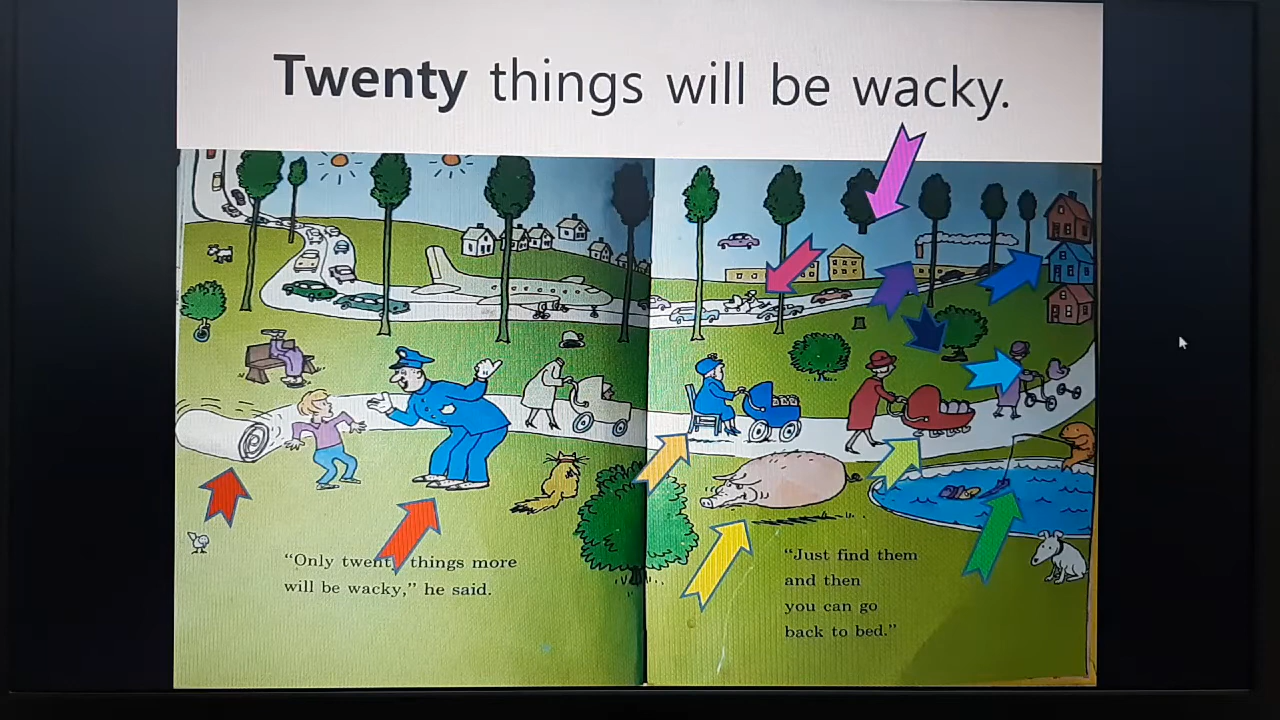 Twenty things will be wacky.
“Only twenty things more
will be wacky,” he said.
“Just find them
and then
you can go
back to bed.”